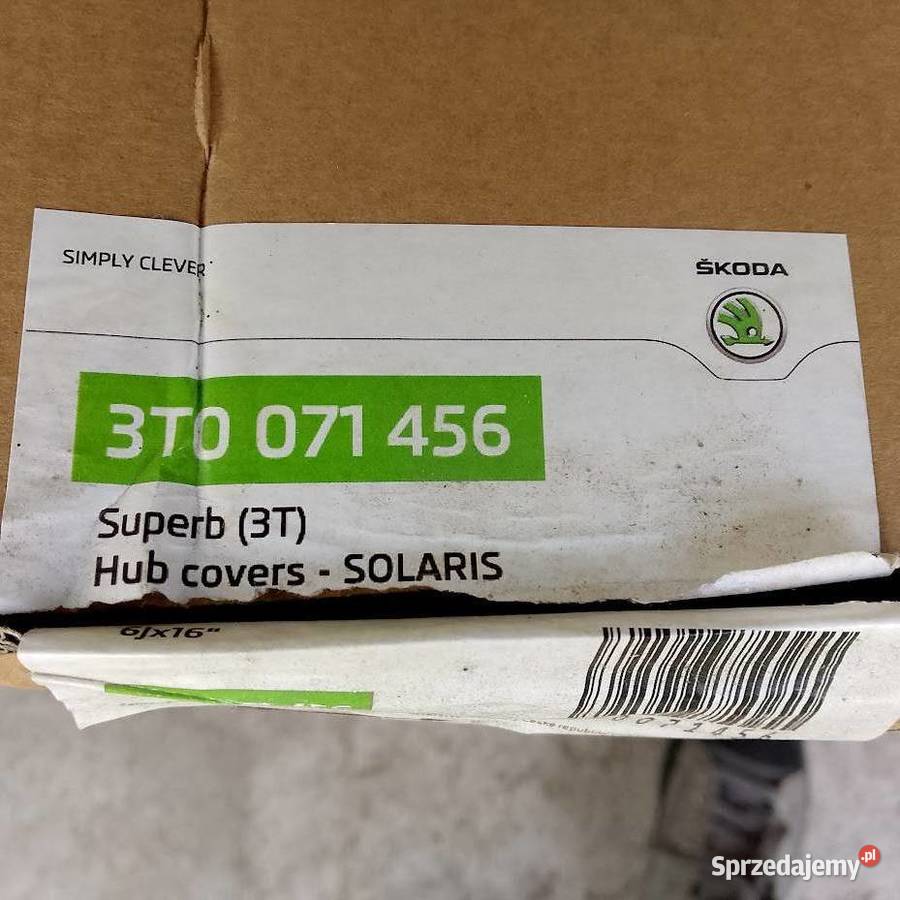 SIMPLY CLEVER
ŠKODA
3T0 071 456
Superb (3T)
Hub covers - SOLARIS
6Jx16"
Sprzedajemy.pl